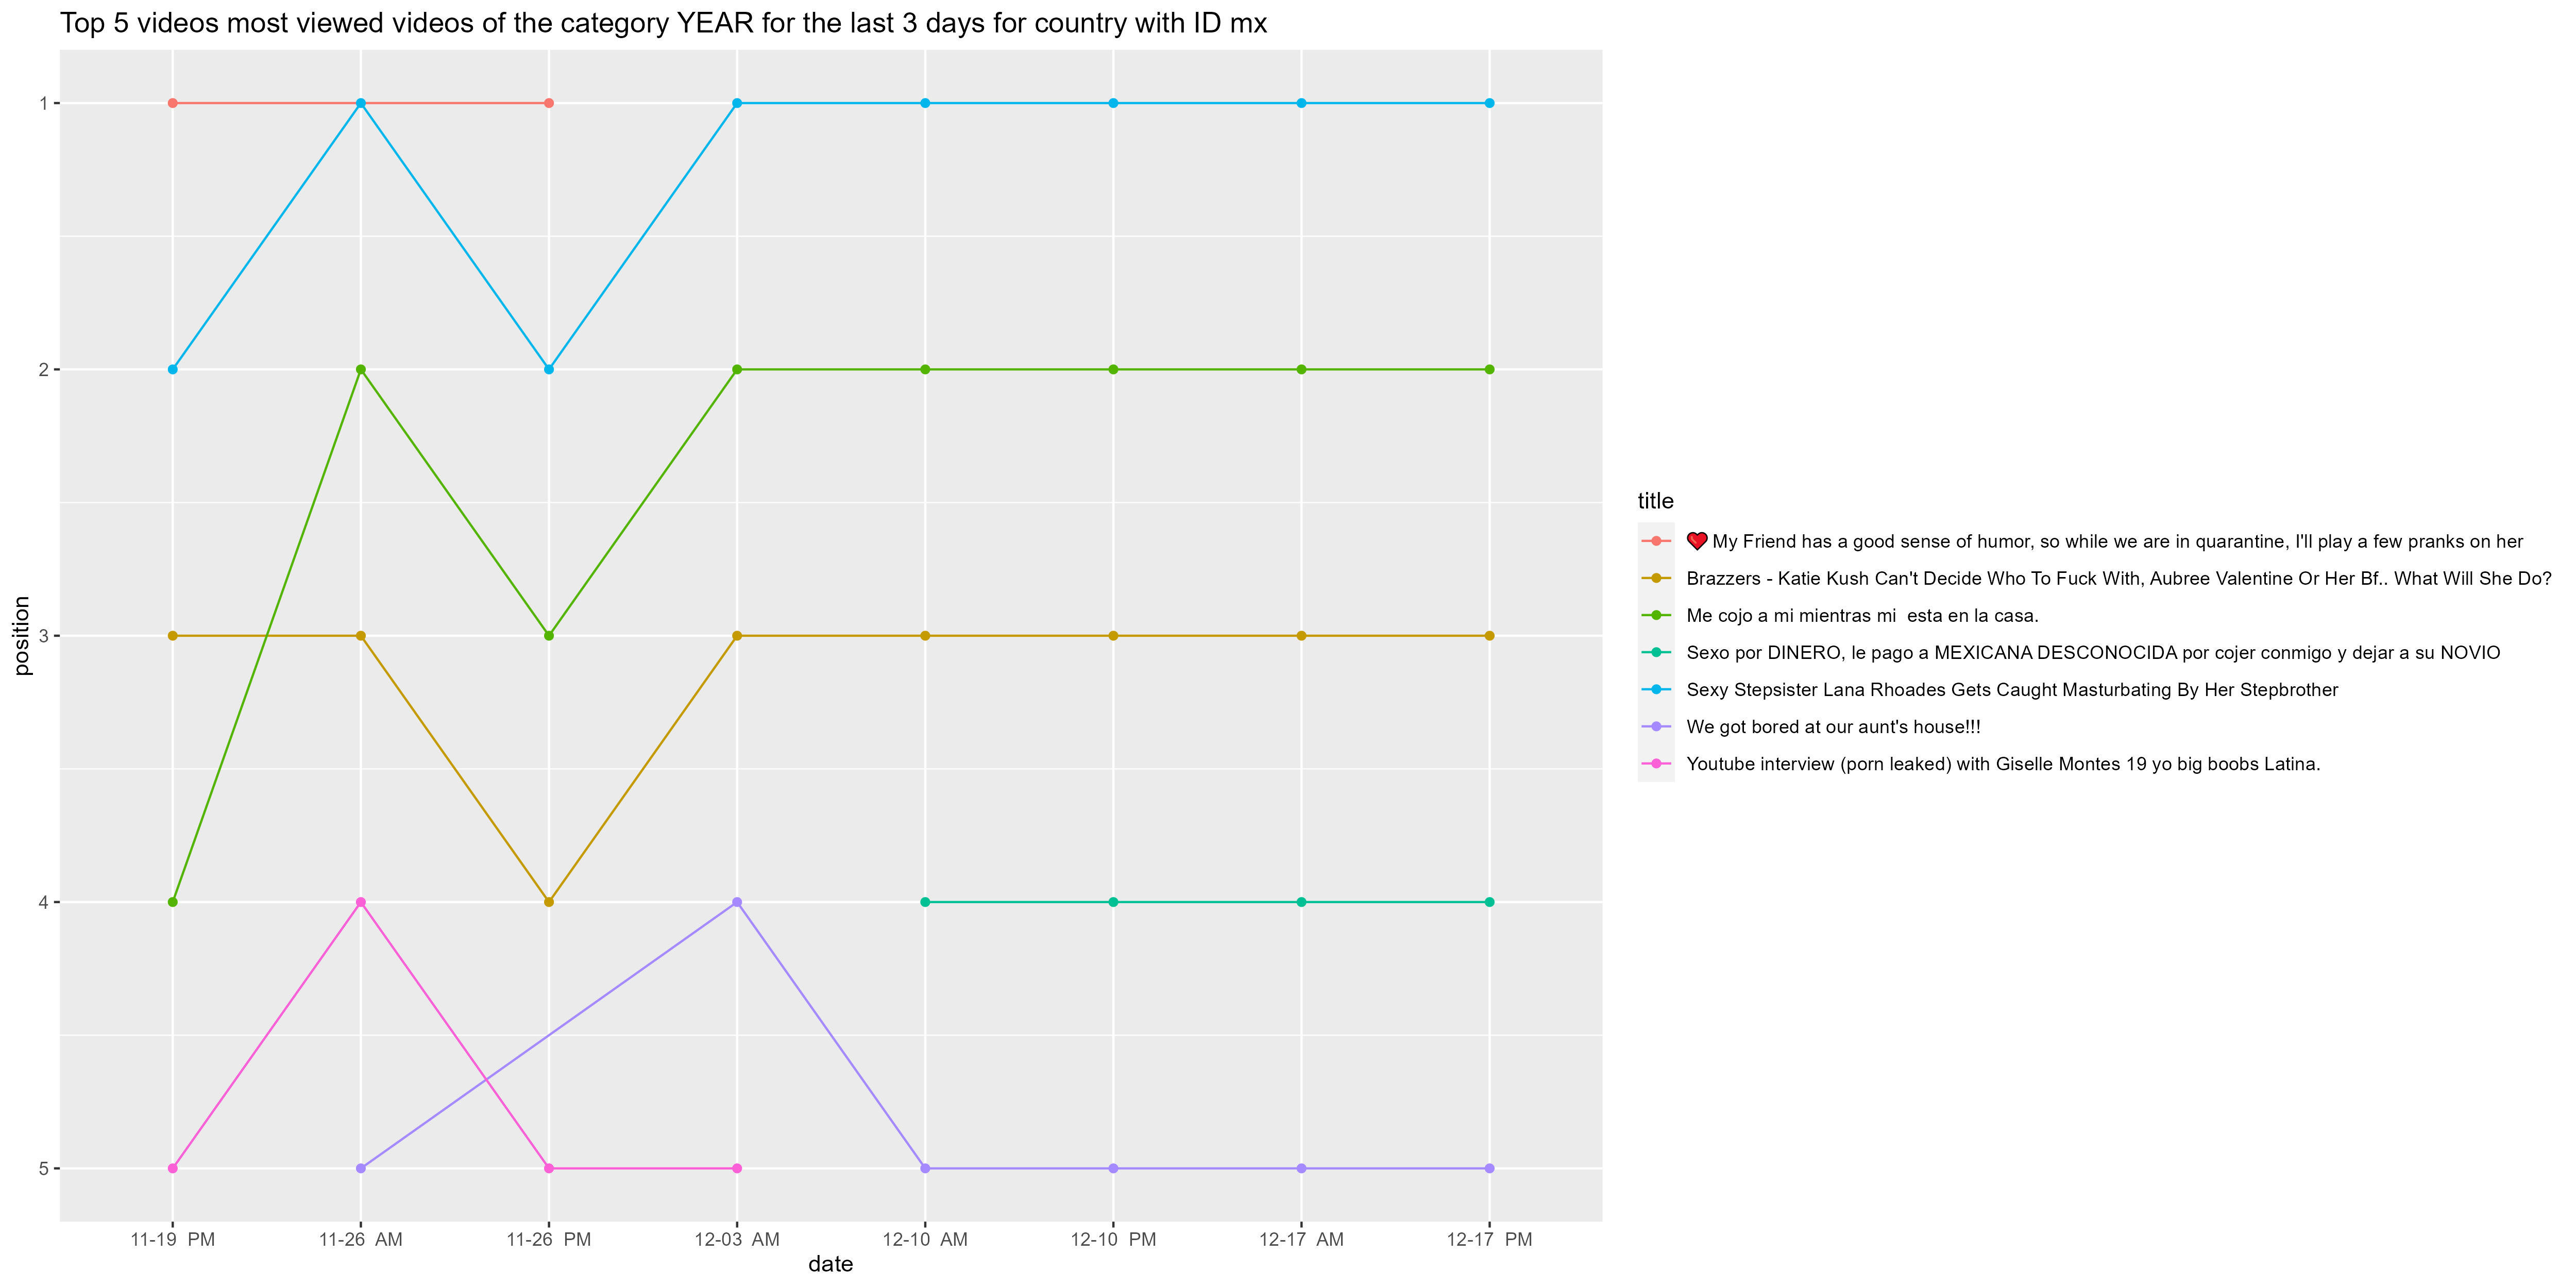 Top 5 videos most viewed videos of the category YEAR for the last 3 days for country with ID mx
1
2
3
4
5
position
11-19 PM
11-26 AM
11-26 PM
12-03 AM
12-10 AM
12-10 PM
12-17 AM
12-17 PM
date
title
❤ My Friend has a good sense of humor, so while we are in quarantine, I'll play a few pranks on her
Brazzers - Katie Kush Can't Decide Who To Fuck With, Aubree Valentine Or Her Bf.. What Will She Do?
Me cojo a mi mientras mi  esta en la casa.
Sexo por DINERO, le pago a MEXICANA DESCONOCIDA por cojer conmigo y dejar a su NOVIO
Sexy Stepsister Lana Rhoades Gets Caught Masturbating By Her Stepbrother
We got bored at our aunt's house!!!
Youtube interview (porn leaked) with Giselle Montes 19 yo big boobs Latina.